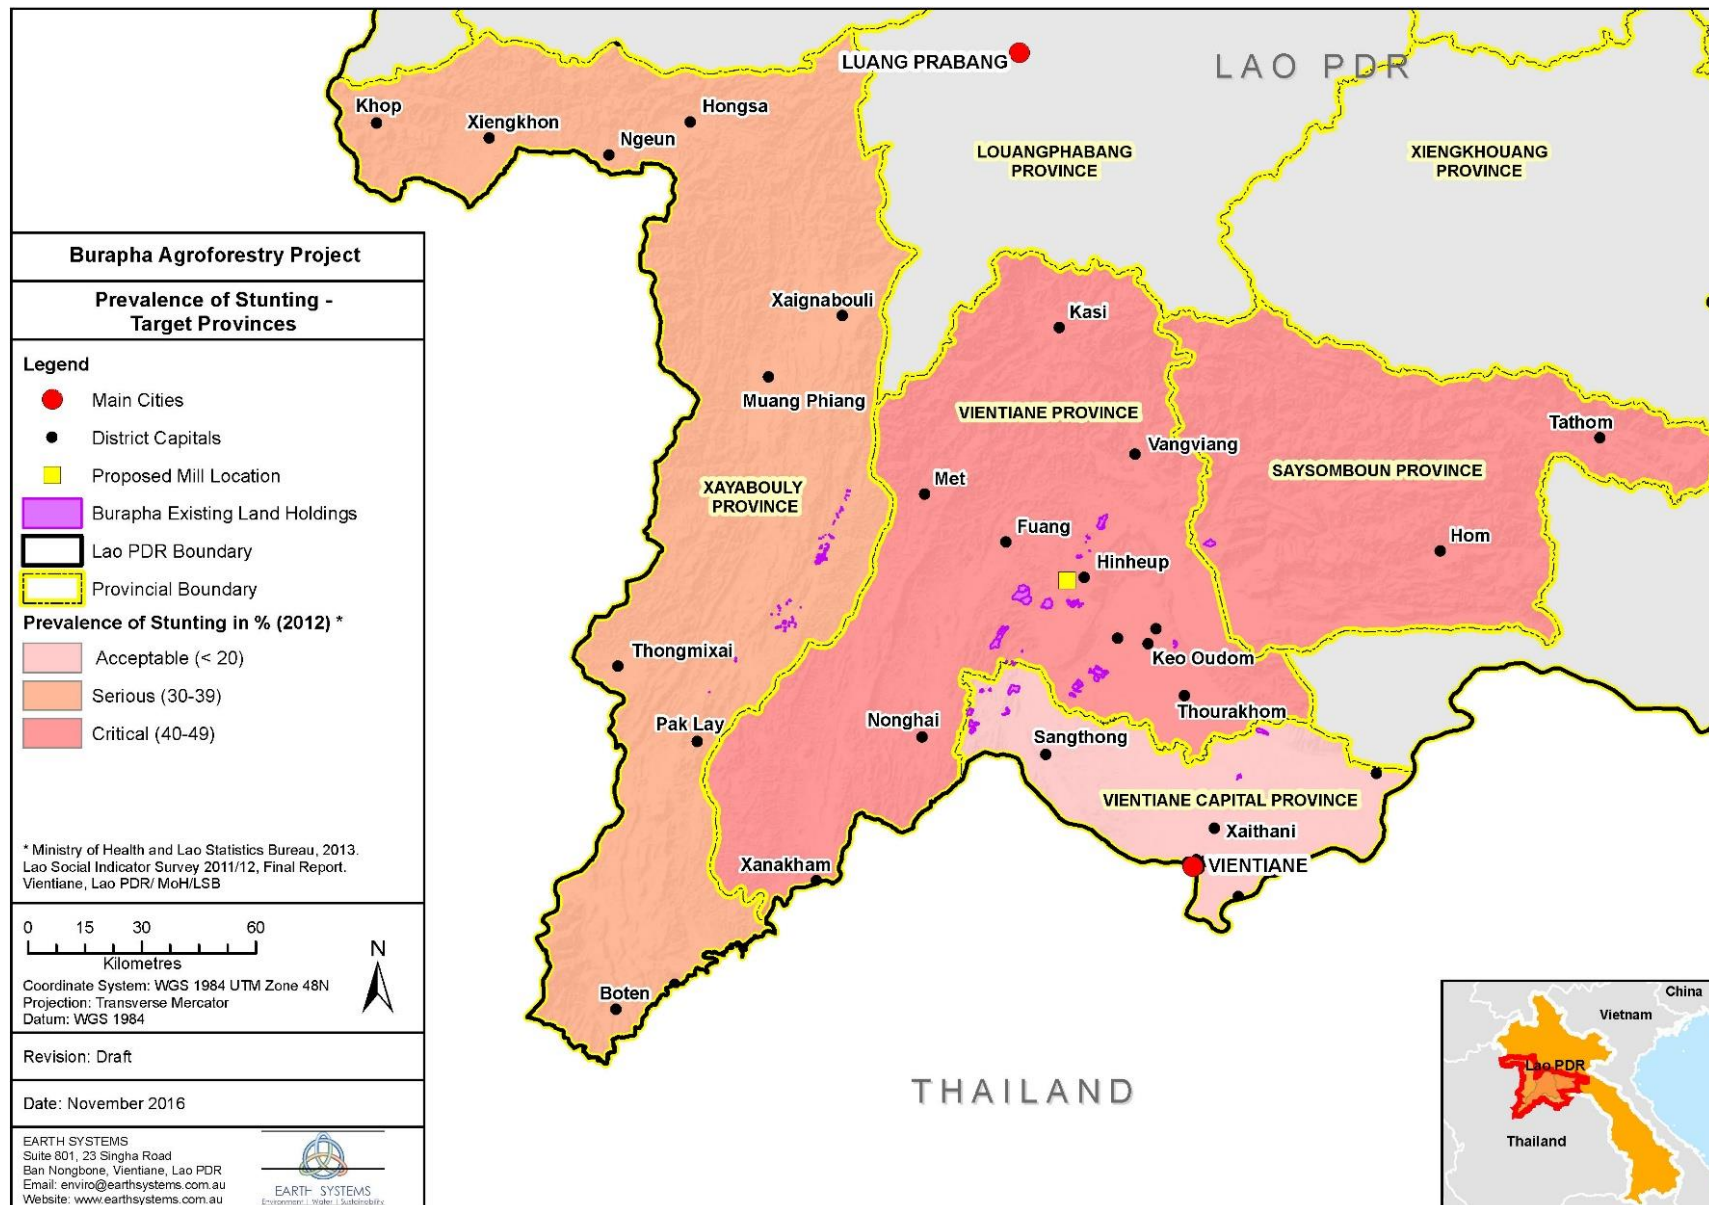 LUANG PRABANG
LAO PDR
Khop
Xiengkhon
Ngeun
Hongsa
LOUANGPHABANG
PROVINCE
XIENGKHOUANG
PROVINCE
Xaignabouli
Muang Phiang
Kasi
VIENTIANE PROVINCE
Vangviang
Tathom
SAYSOMBOUN PROVINCE
XAYABOULY
PROVINCE
Met
Fuang
Hinheup
Hom
Thongmixai
Keo Oudom
Pak Lay
Nonghai
Thourakhom
Sangthong
VIENTIANE CAPITAL PROVINCE
Xaithani
Xanakham
VIENTIANE
Boten
THAILAND
Burapha Agroforestry Project
Prevalence of Stunting -
Target Provinces
Legend
Main Cities
District Capitals
Proposed Mill Location
Burapha Existing Land Holdings
Lao PDR Boundary
Provincial Boundary
Prevalence of Stunting in % (2012) *
Acceptable (< 20)
Serious (30-39)
Critical (40-49)
* Ministry of Health and Lao Statistics Bureau, 2013.
Lao Social Indicator Survey 2011/12, Final Report.
Vientiane, Lao PDR/ MoH/LSB
0 15 30 60
Kilometres
N
Coordinate System: WGS 1984 UTM Zone 48N
Projection: Transverse Mercator
Datum: WGS 1984
Revision: Draft
Date: November 2016
EARTH SYSTEMS
Suite 801, 23 Singha Road
Ban Nongbone, Vientiane, Lao PDR
Email: enviro@earthsystems.com.au
Website: www.earthsystems.com.au
EARTH SYSTEMS
Environment | Water | Sustainability
China
Vietnam
Lao PDR
Thailand